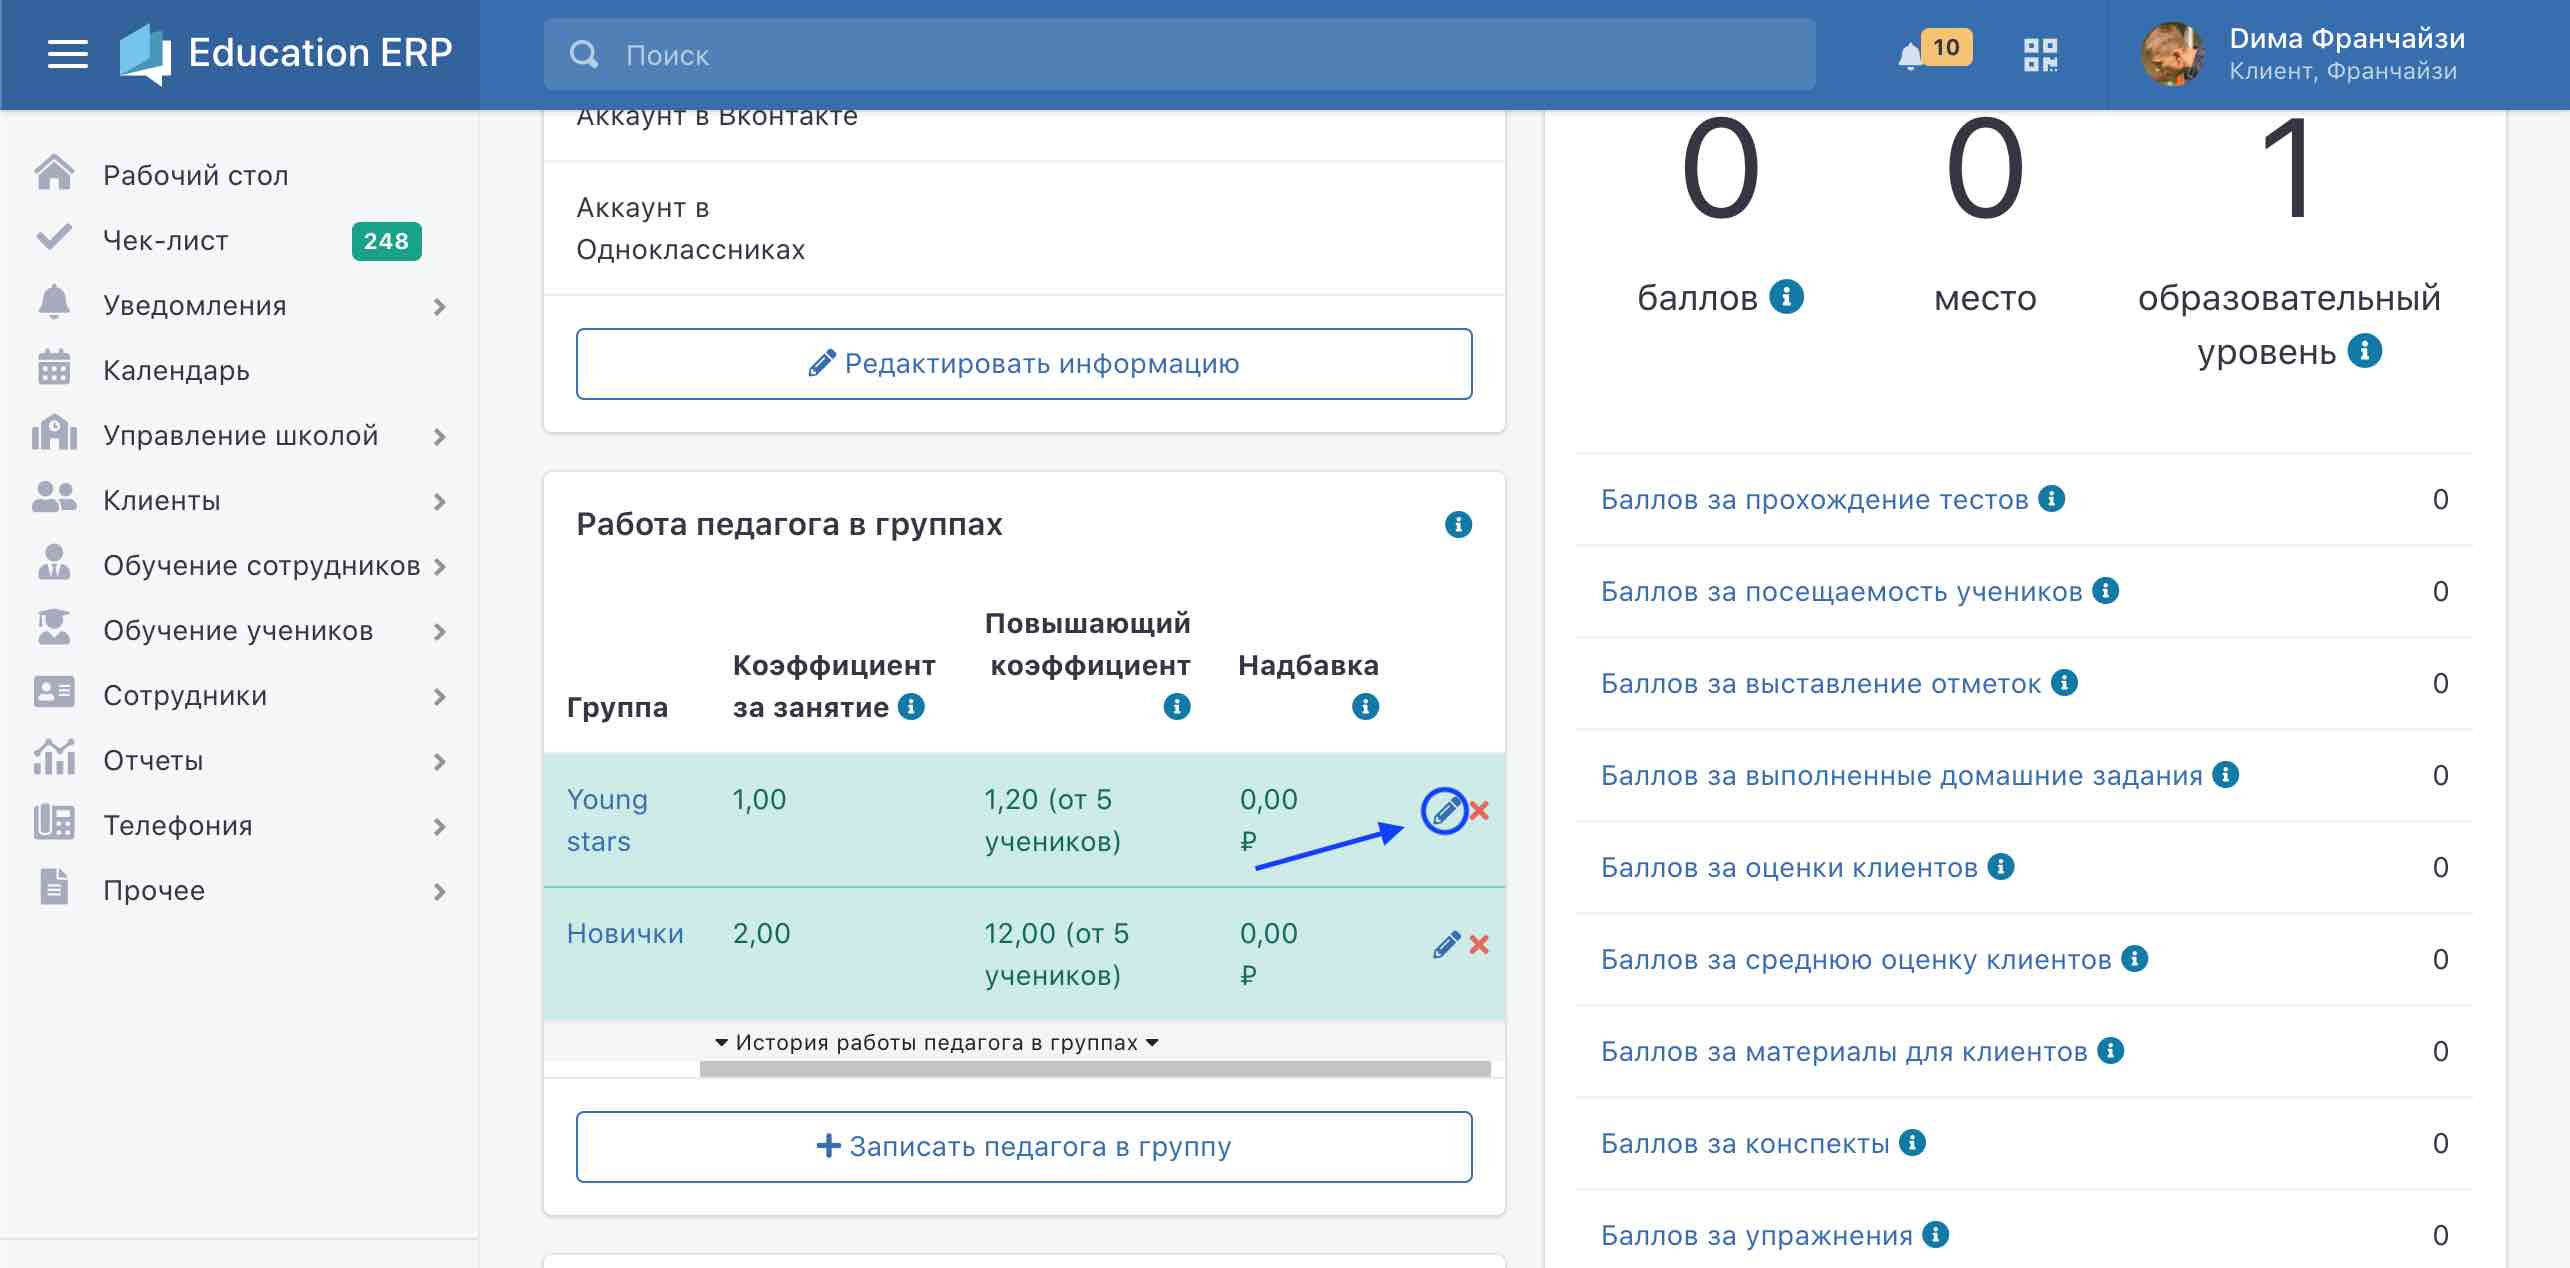 Education ERP
Поиск
10
Dима Франчайзи
Клиент, Франчайзи
Рабочий стол
Чек-лист
248
Уведомления
Календарь
Управление школой
Клиенты
Обучение сотрудников
Обучение учеников
Сотрудники
Отчеты
Телефония
Прочее
Аккаунт в Вконтакте
Аккаунт в
Одноклассниках
Редактировать информацию
Работа педагога в группах
Группа
Коэффициент
за занятие
Повышающий
коэффициент
Надбавка
Young
stars
1,00
1,20 (от 5
учеников)
0,00
₽
Новички
2,00
12,00 (от 5
учеников)
0,00
₽
История работы педагога в группах
Записать педагога в группу
0
баллов
0
место
1
образовательный
уровень
Баллов за прохождение тестов 0
Баллов за посещаемость учеников 0
Баллов за выставление отметок 0
Баллов за выполненные домашние задания 0
Баллов за оценки клиентов 0
Баллов за среднюю оценку клиентов 0
Баллов за материалы для клиентов 0
Баллов за конспекты 0
Баллов за упражнения 0